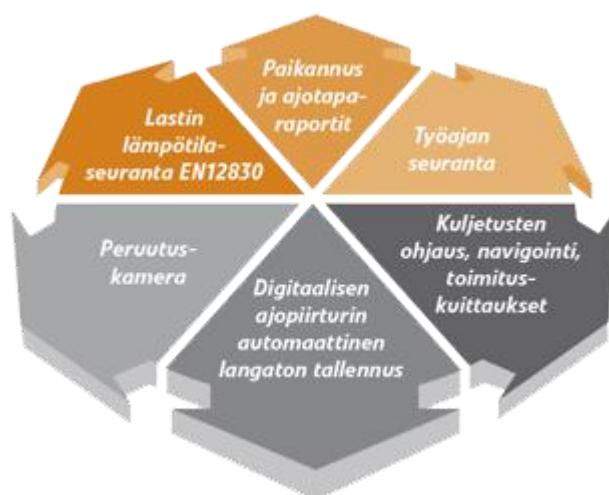 Paikannus
ja ajotapa-
raportit
Lastin
lämpötila-
seuranta EN12830
Työajan
seuranta
Peruutus-
kamera
Kuljetusten
ohjaus, navigointi,
toimitus-
kuittaukset
Digitaalisen
ajopiirturin
automaattinen
langaton tallennus